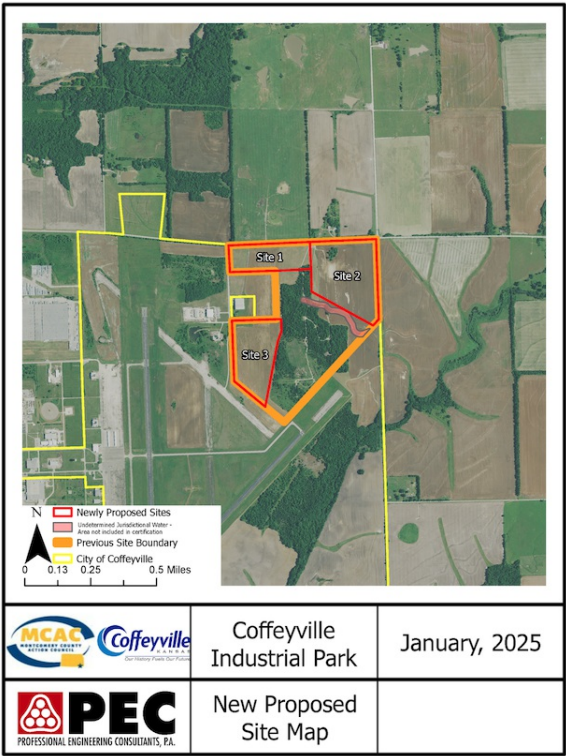 Site 1
Site 2
Site 3
N
Newly Proposed Sites
Undetermined Jurisdictional Water -
Area not included in certification
Previous Site Boundary
City of Coffeyville
0 0.13 0.25 0.5 Miles
MCAC
MONTGOMERY COUNTY
ACTION COUNCIL
Coffeyville
KANSAS
Our History Fuels Our Future
Coffeyville
Industrial Park
January, 2025
PEC
PROFESSIONAL ENGINEERING CONSULTANTS, P.A.
New Proposed
Site Map